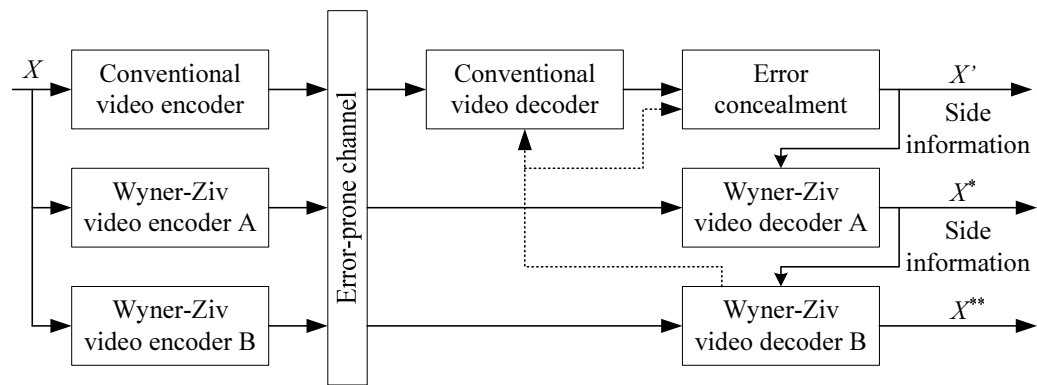 X
Conventional
video encoder
Wyner-Ziv
video encoder A
Wyner-Ziv
video encoder B
Error-prone channel
Conventional
video decoder
Error
concealment
X'
Side
information
Wyner-Ziv
video decoder A
X*
Side
information
Wyner-Ziv
video decoder B
X**